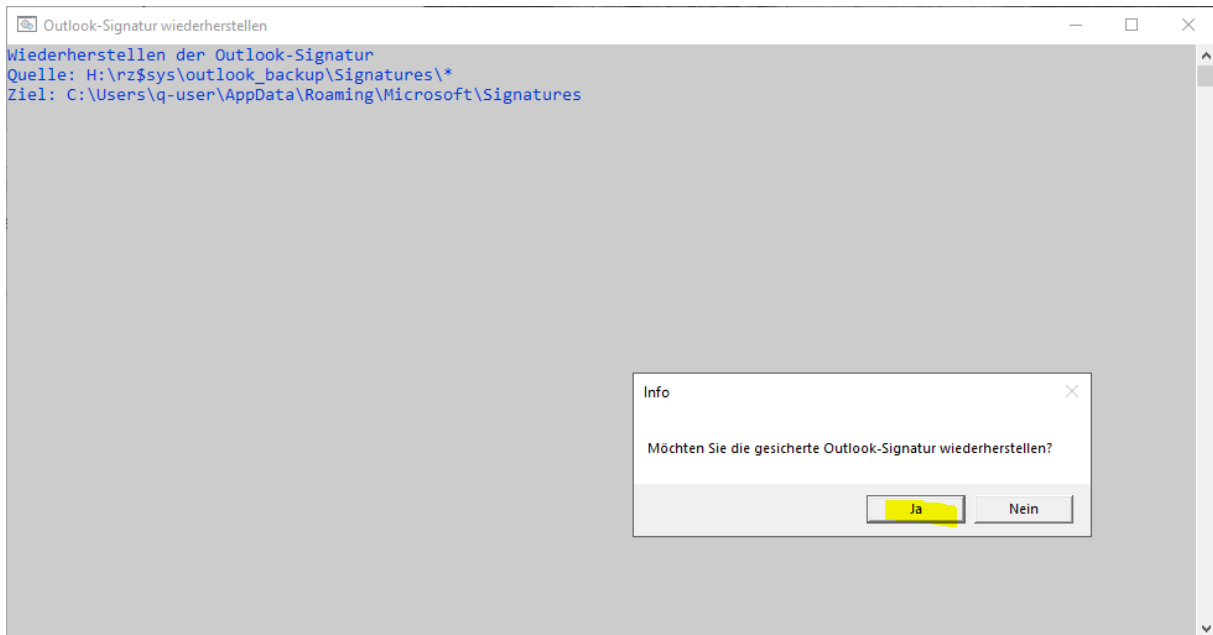 Outlook-Signatur wiederherstellen
Wiederherstellen der Outlook-Signatur
Quelle: H:\rz$sys\outlook_backup\Signatures\*
Ziel: C:\Users\q-user\AppData\Roaming\Microsoft\Signatures
Info
Möchten Sie die gesicherte Outlook-Signatur wiederherstellen?
Ja Nein